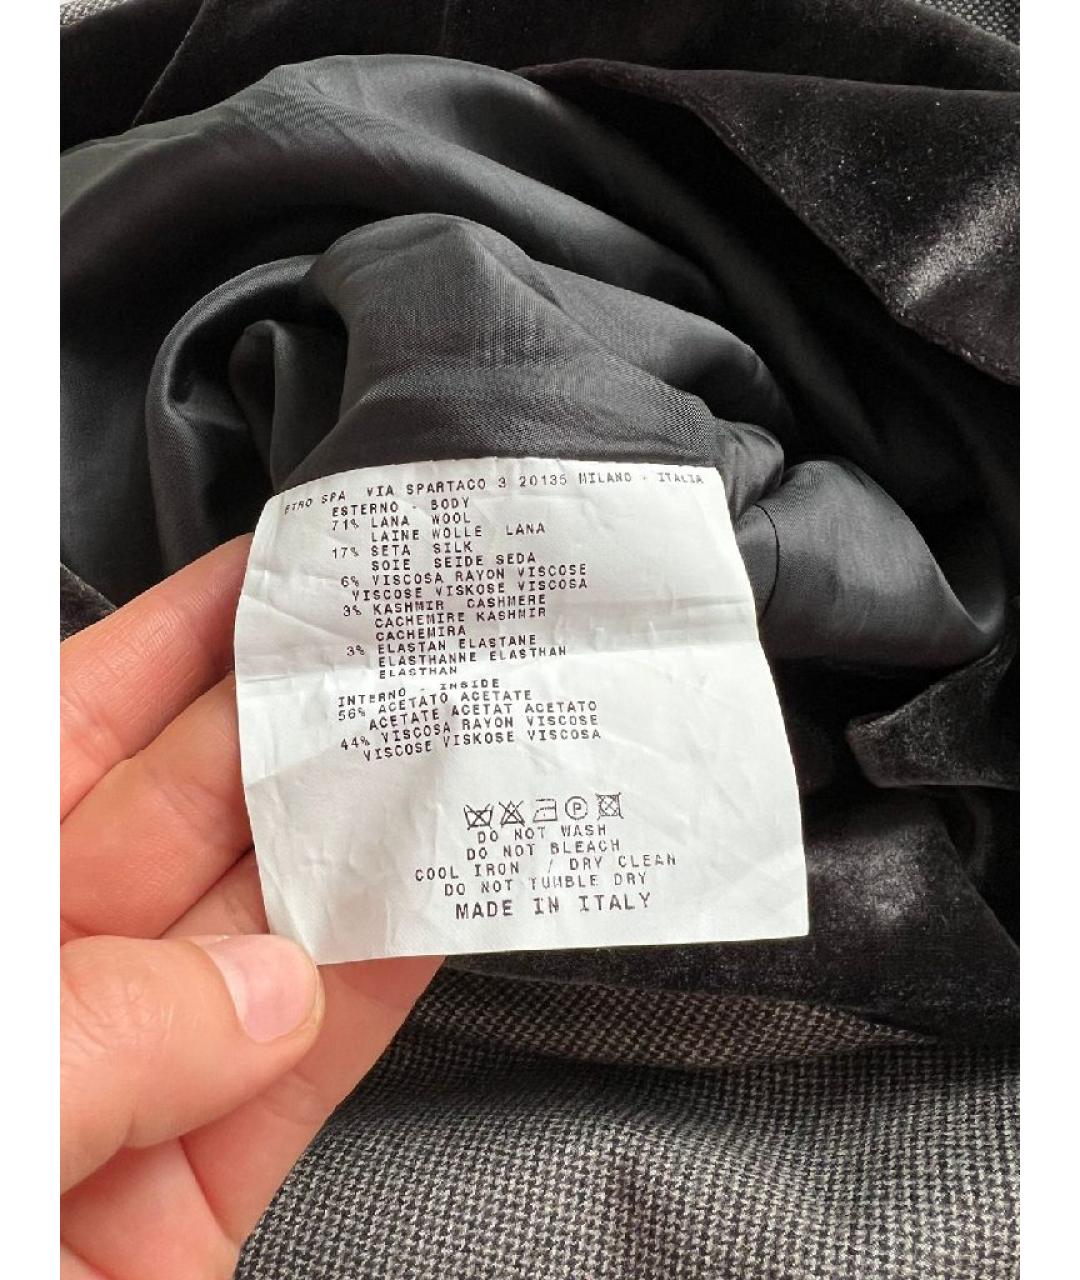 ETRO SPA VIA SPARTACO 3 20135 MILANO - ITALIA
ESTERNO - BODY
71% LANA WOOL
LAINE WOLLE LANA
17% SETA SILK
SOIE SEIDE SEDA
6% VISCOSA RAYON VISCOSE
VISCOSE VISKOSE VISCOSA
3% KASHMIR CASHMERE
CACHEMIRE KASHMIR
CACHEMIRA
3% ELASTAN ELASTANE
ELASTHANNE ELASTHAN
ELASTHAN
INTERNO - INSIDE
56% ACETATO ACETATE
ACETATE ACETAT ACETATO
44% VISCOSA RAYON VISCOSE
VISCOSE VISKOSE VISCOSA
P
DO NOT WASH
DO NOT BLEACH
COOL IRON / DRY CLEAN
DO NOT TUMBLE DRY
MADE IN ITALY